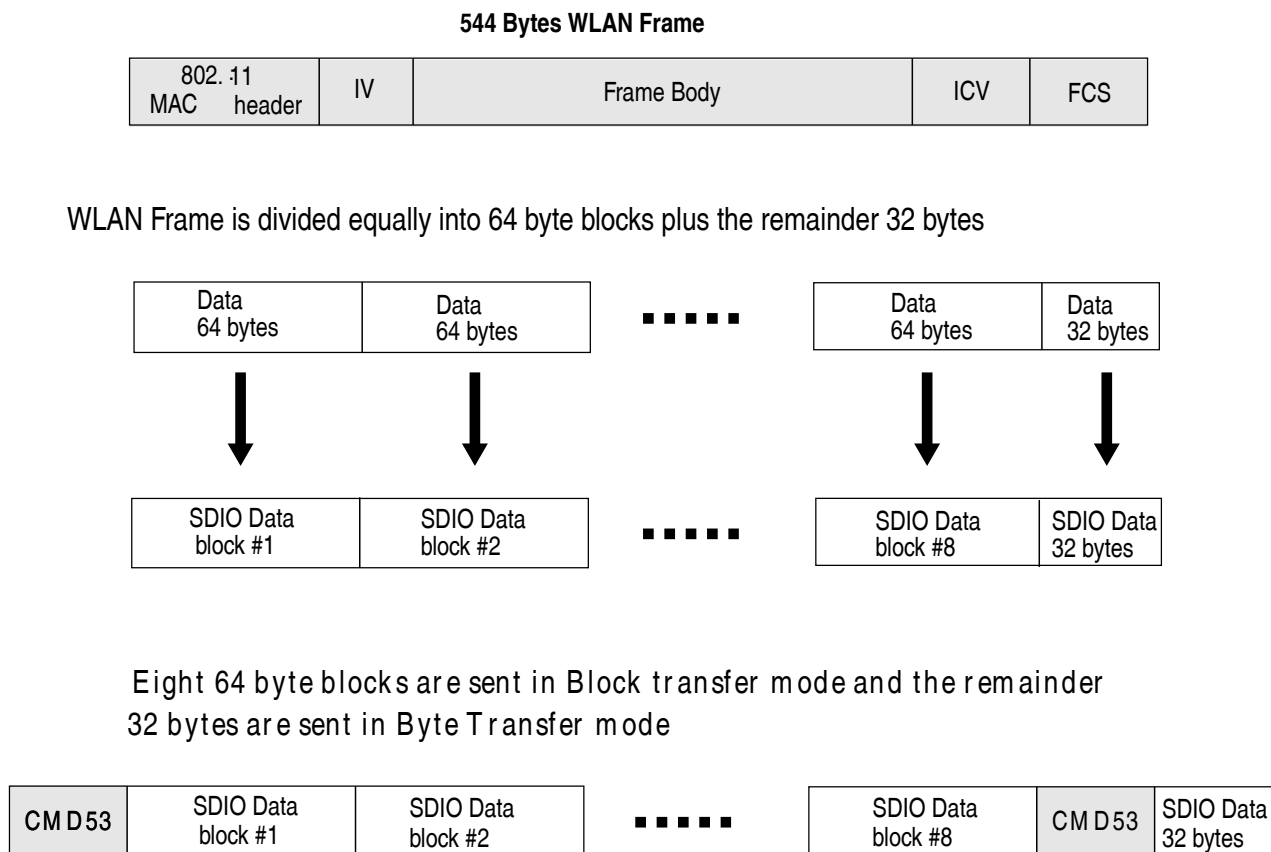 544 Bytes WLAN Frame
802.11
MAC header
IV
Frame Body
ICV
FCS
WLAN Frame is divided equally into 64 byte blocks plus the remainder 32 bytes
Data
64 bytes
Data
64 bytes
Data
64 bytes
Data
32 bytes
SDIO Data
block #1
SDIO Data
block #2
SDIO Data
block #8
SDIO Data
32 bytes
Eight 64 byte blocks are sent in Block transfer mode and the remainder
32 bytes are sent in Byte Transfer mode
CMD53
SDIO Data
block #1
SDIO Data
block #2
SDIO Data
block #8
CMD53
SDIO Data
32 bytes